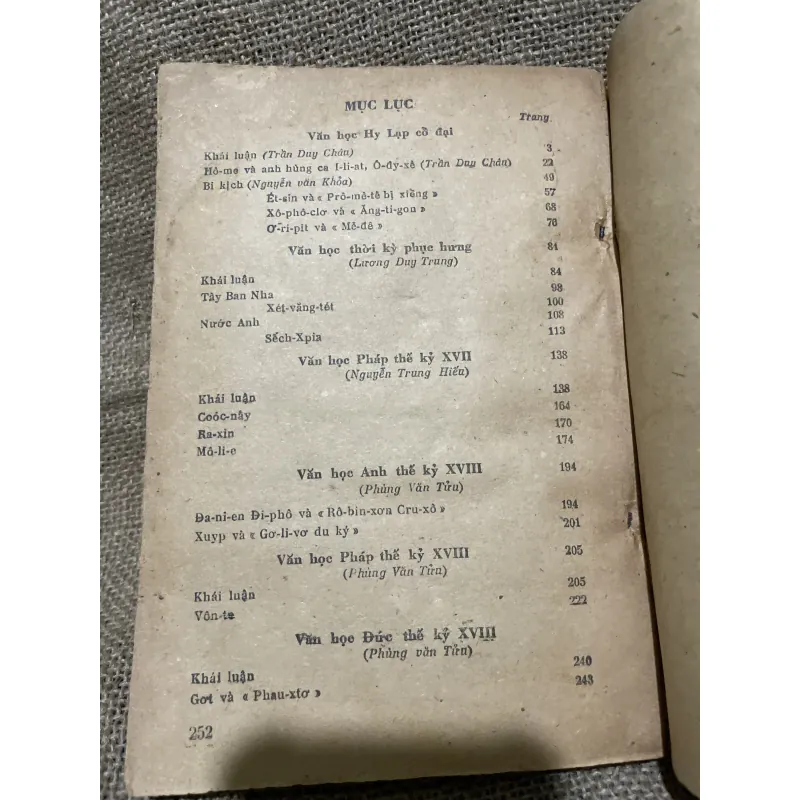 MỤC LỤC
Trang
Văn học Hy Lạp cổ đại
Khái luận (Trần Duy Châu) 3
Hô-me và anh hùng ca I-li-at, Ô-đý-xê (Trần Duy Châu) 22
Bi kịch (Nguyễn văn Khỏa) 49
Ét-sin và « Prô-mê-tê bị xiềng » 57
Xô-phô-clơ và « Ăng-ti-gon » 68
Ơ-ri-pit và « Mê-đê » 76
Văn học thời kỳ phục hưng 84
(Lương Duy Trung)
Khái luận 84
Tây Ban Nha 98
Xéc-văng-tét 100
Nước Anh 108
Sếch-Xpia 113
Văn học Pháp thế kỷ XVII 138
(Nguyễn Trung Hiếu)
Khái luận 138
Coóc-nây 164
Ra-xin 170
Mô-li-e 174
Văn học Anh thế kỷ XVIII 194
(Phùng Văn Tửu)
Đa-ni-en Đi-phô và « Rô-bin-xơn Cru-xô » 194
Xuyp và « Gơ-li-vơ du ký » 201
Văn học Pháp thế kỷ XVIII 205
(Phùng Văn Tửu)
Khái luận 205
Vôn-te 222
Văn học Đức thế kỷ XVIII
(Phùng văn Tửu)
Khái luận 240
Gơt và « Phau-xtơ » 243
252